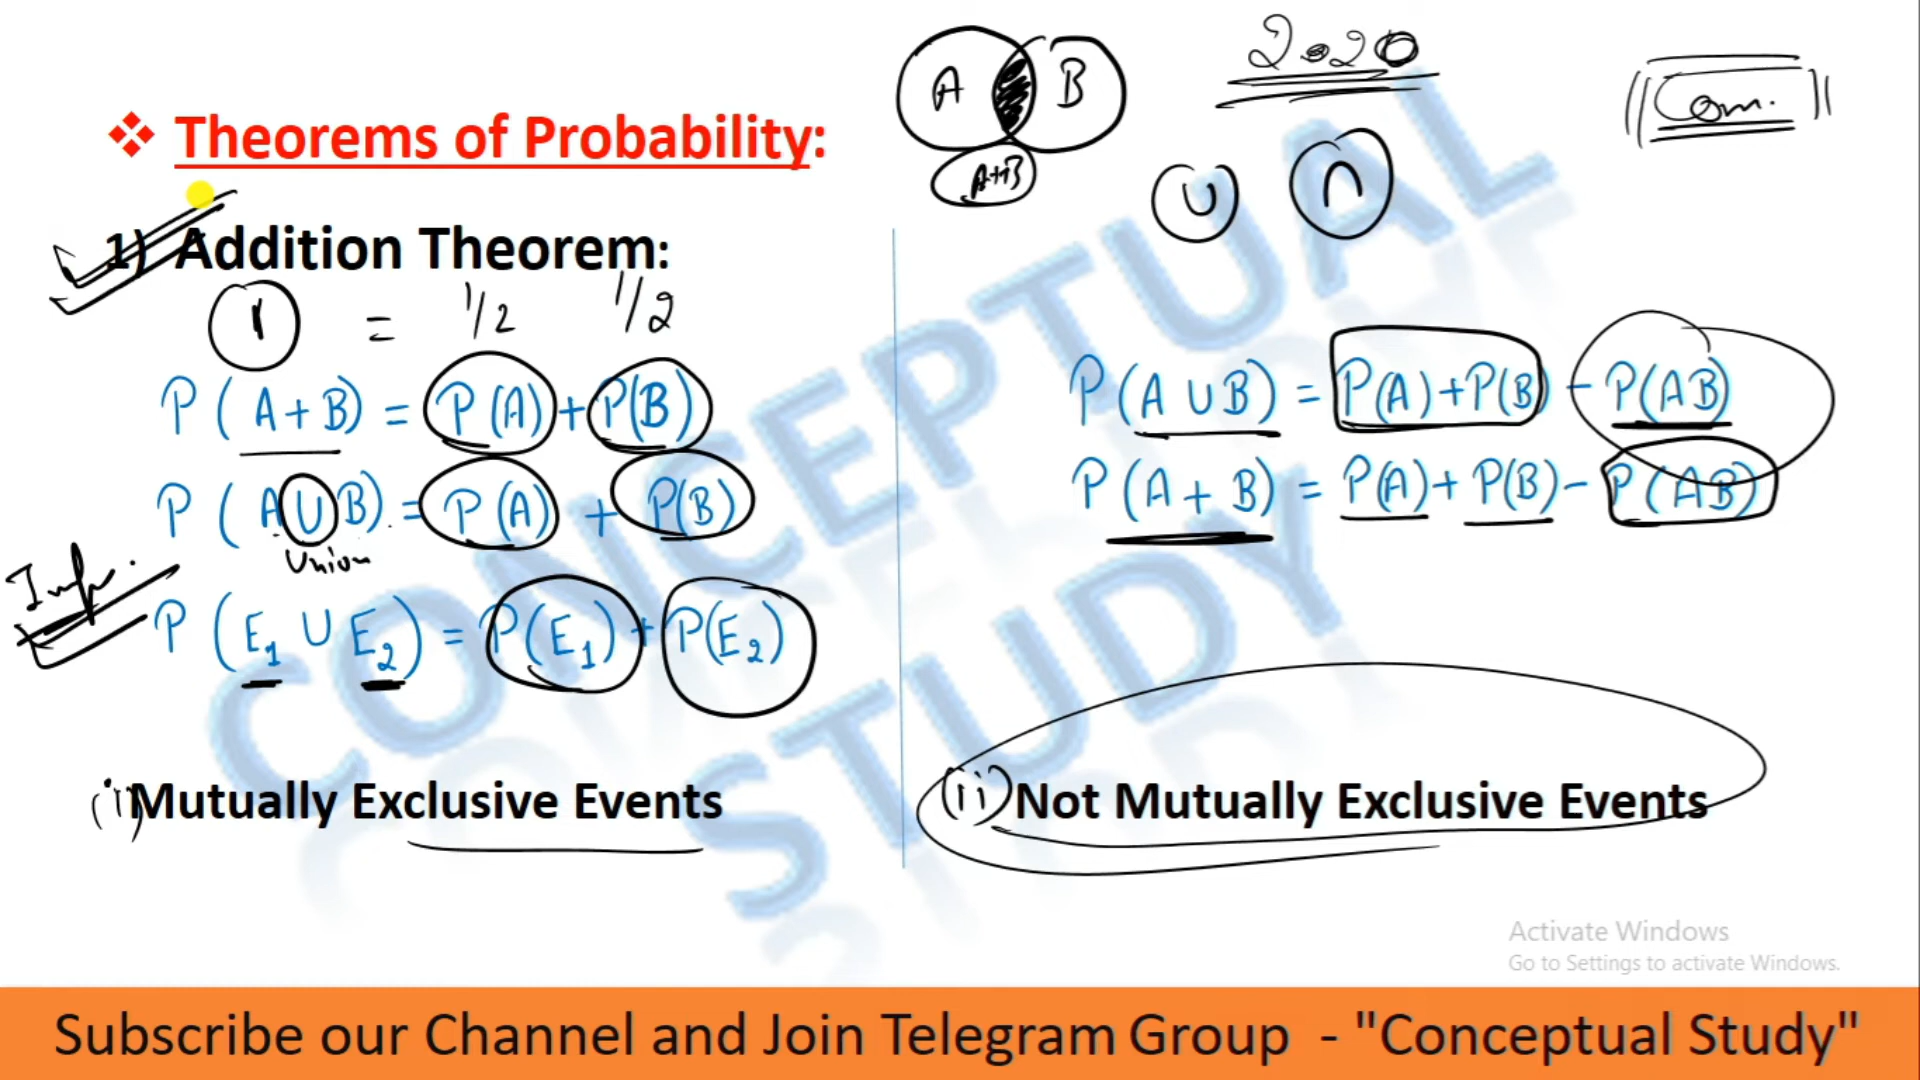 A B
A+B
2020
Com.
❖ Theorems of Probability:
∪ ∩
1) Addition Theorem:
1 = 1/2 1/2
P ( A + B) = P (A) + P(B)
P ( A ∪ B) = P (A) + P(B)
Union
P ( E₁ ∪ E₂ ) = P(E₁) + P(E₂)
(i) Mutually Exclusive Events
P (A ∪ B) = P(A) + P(B) - P(AB)
P (A + B) = P(A) + P(B) - P(AB)
(ii) Not Mutually Exclusive Events
CONCEPTUAL
STUDY
Activate Windows
Go to Settings to activate Windows.
Subscribe our Channel and Join Telegram Group - "Conceptual Study"